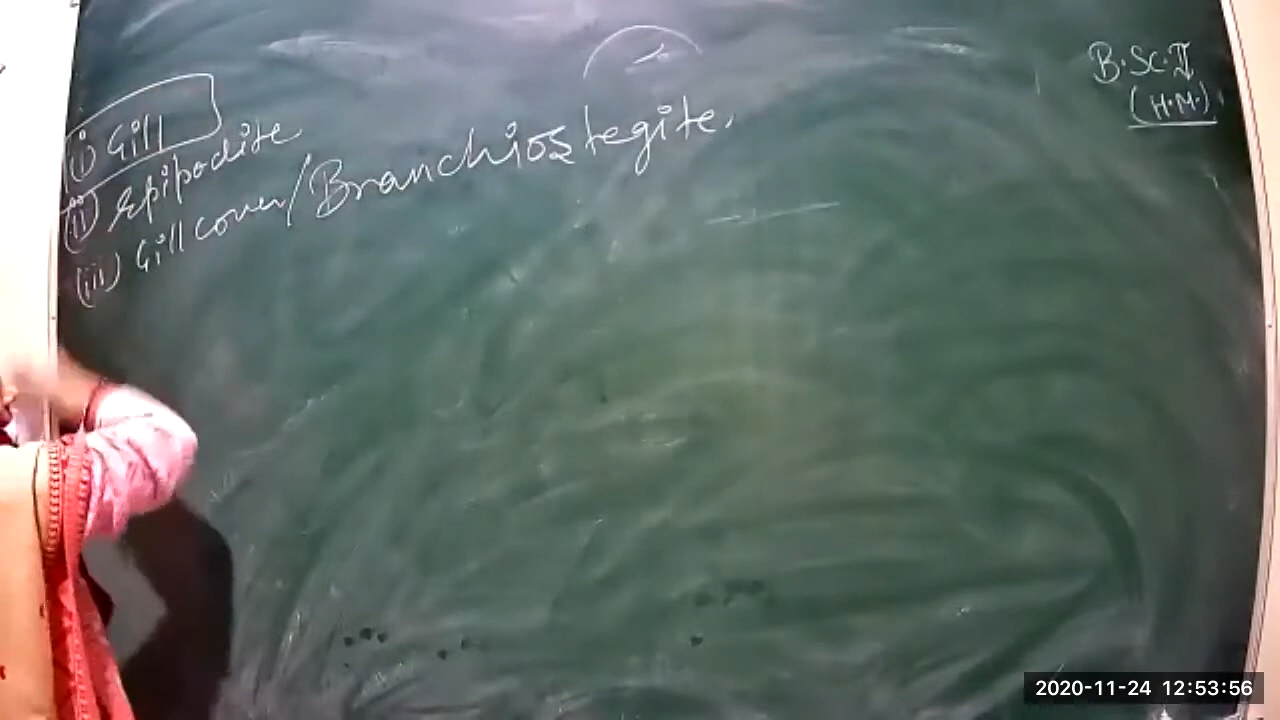 (i) Gill
(ii) Epipodite
(iii) Gill cover/Branchiostegite.
B.Sc.II
(H.M.)
2020-11-24 12:53:56